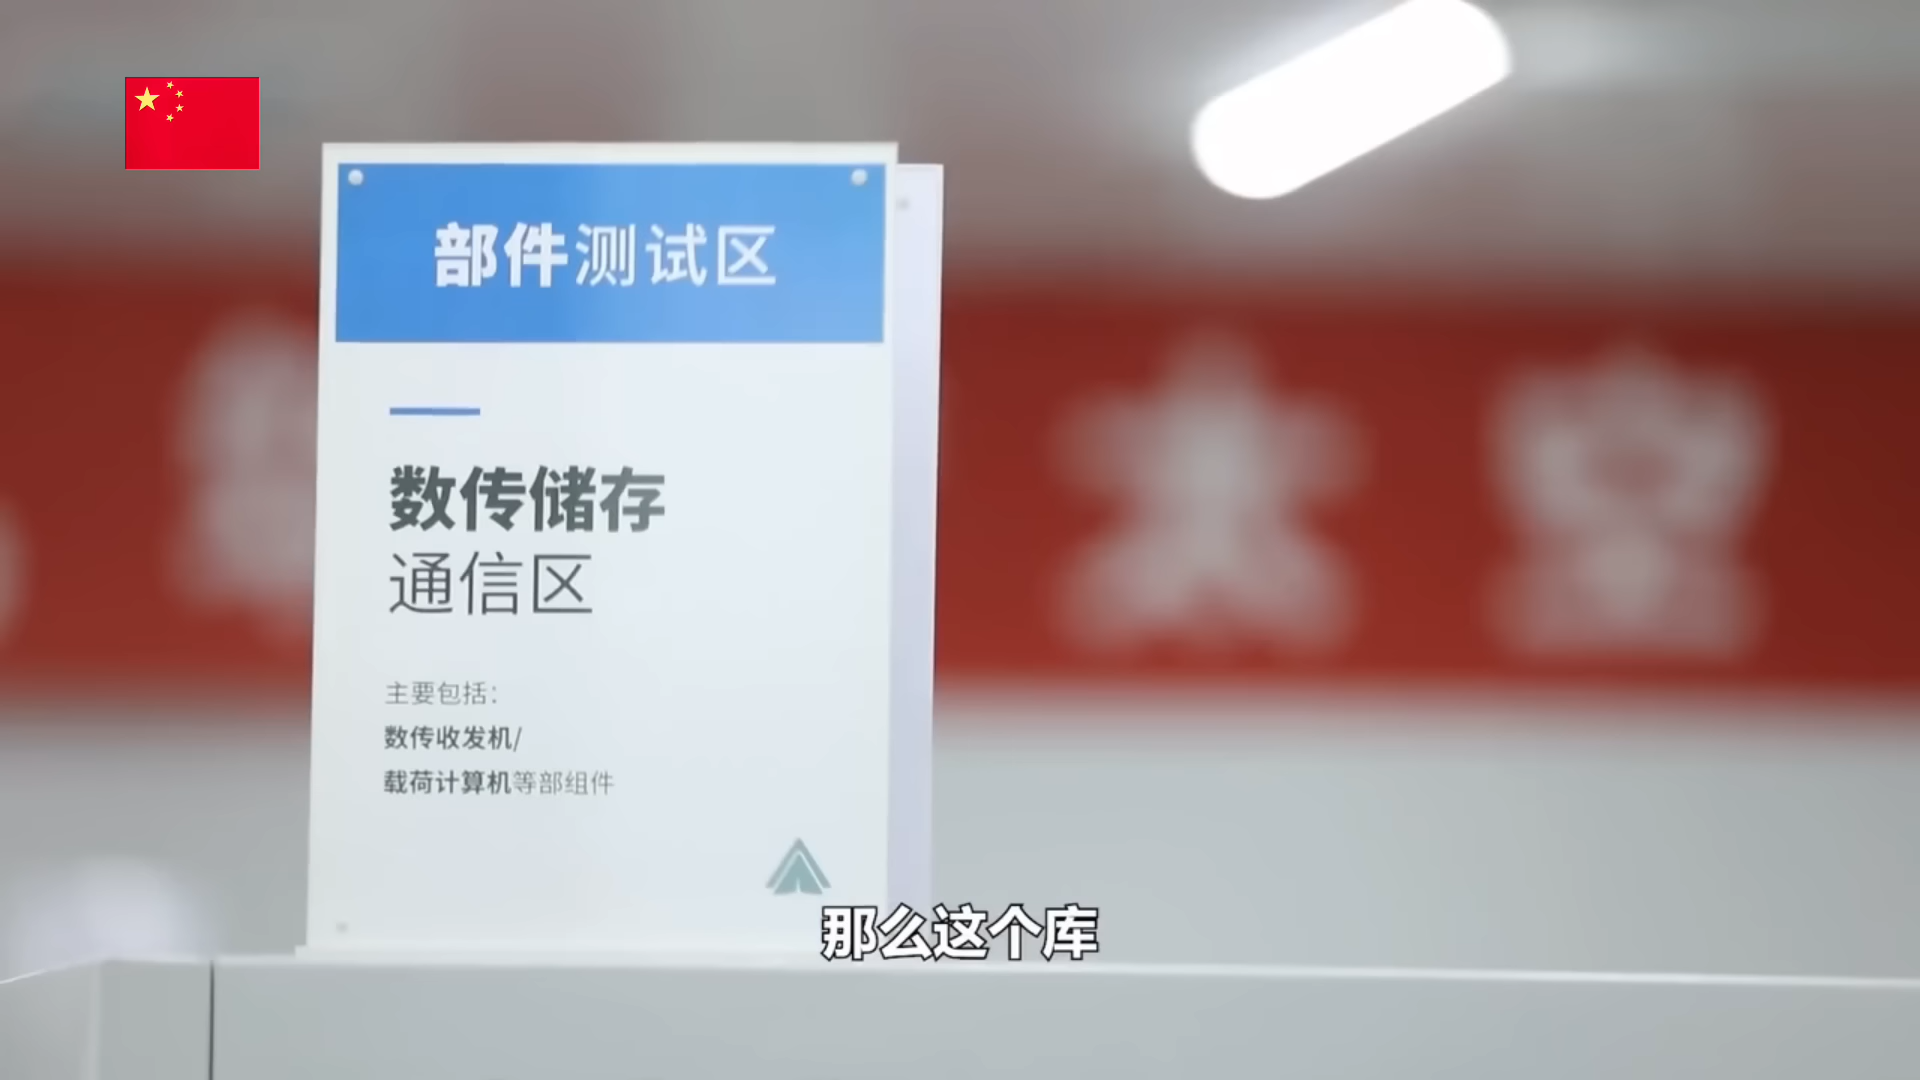 部件测试区
数传储存
通信区
主要包括：
数传收发机/
载荷计算机等部组件
那么这个库